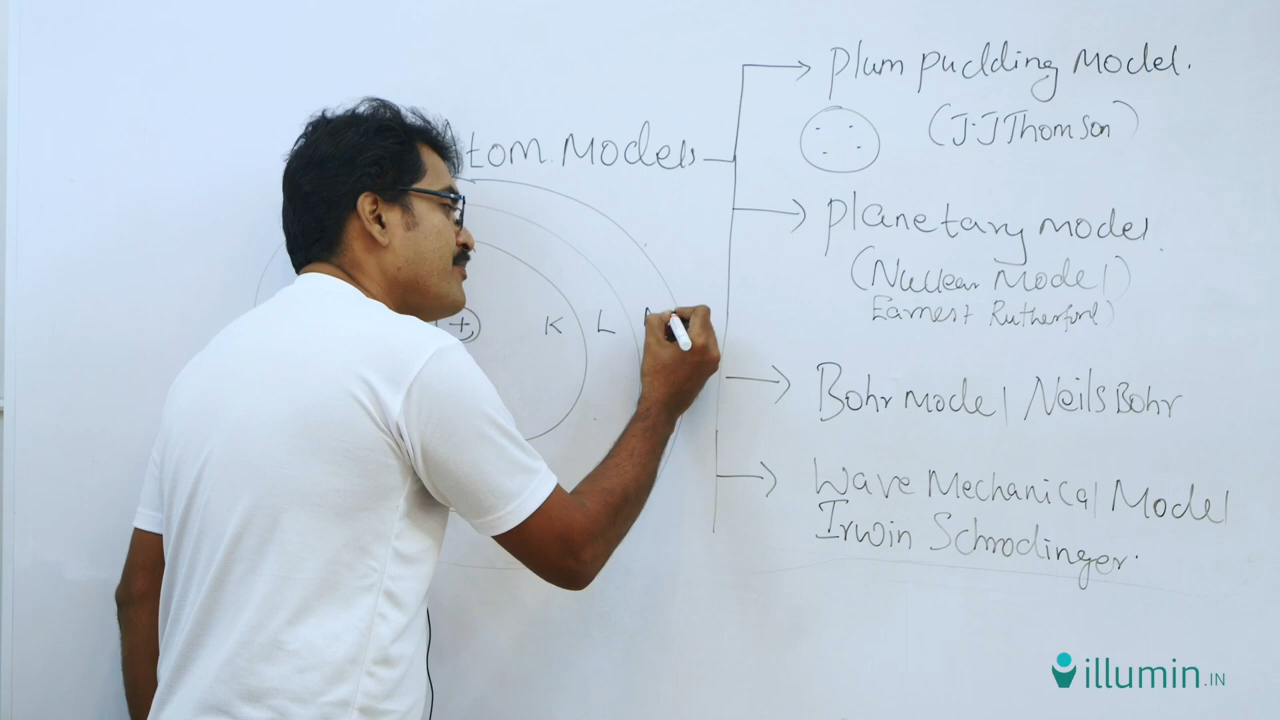 Atom Models
Plum pudding Model.
(J.J Thomson)
Planetary model.
(Nuclear Model)
Earnest Rutherford)
Bohr model Neils Bohr
Wave Mechanical Model
Irwin Schrodinger.
+ K L
illumin.IN